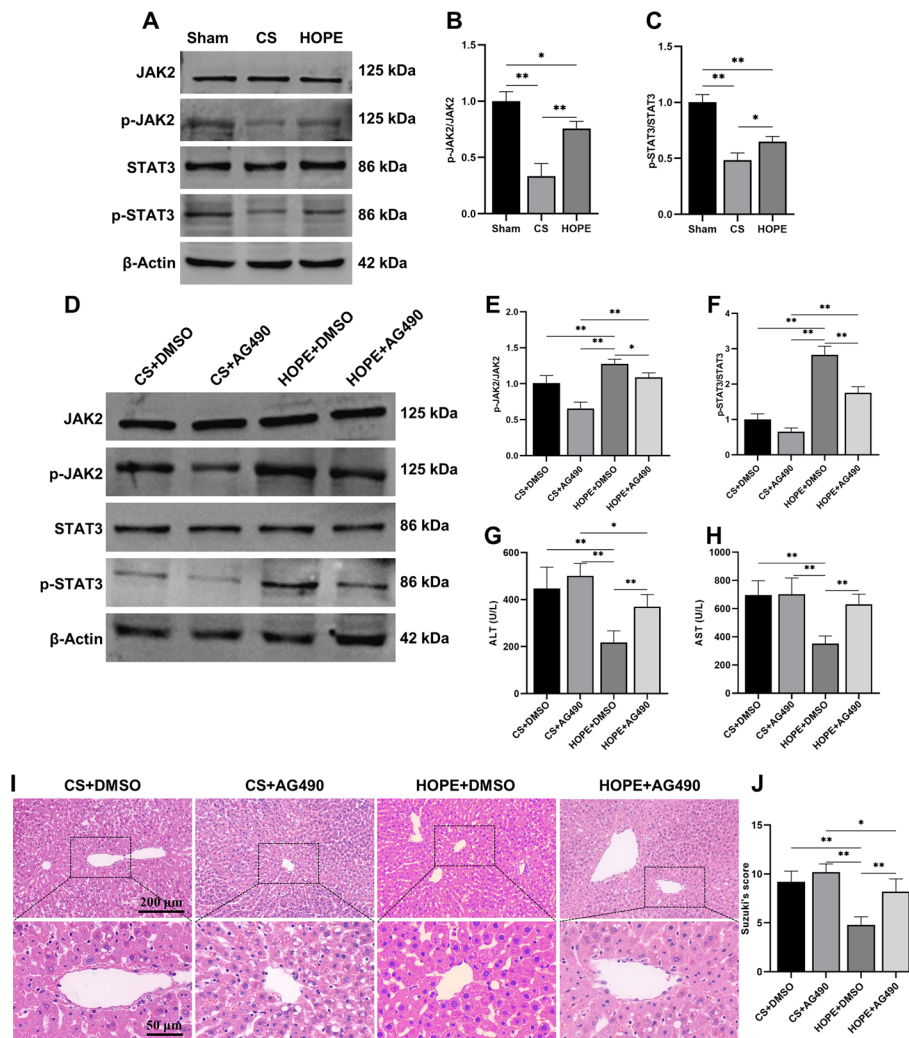 A
Sham CS HOPE
JAK2 125 kDa
p-JAK2 125 kDa
STAT3 86 kDa
p-STAT3 86 kDa
β-Actin 42 kDa
B
p-JAK2/JAK2
1.5
1.0
0.5
0.0
*
**
**
Sham CS HOPE
C
p-STAT3/STAT3
1.5
1.0
0.5
0.0
**
**
*
Sham CS HOPE
D
CS+DMSO CS+AG490 HOPE+DMSO HOPE+AG490
JAK2 125 kDa
p-JAK2 125 kDa
STAT3 86 kDa
p-STAT3 86 kDa
β-Actin 42 kDa
E
p-JAK2/JAK2
2.0
1.5
1.0
0.5
0.0
**
**
**
*
CS+DMSO CS+AG490 HOPE+DMSO HOPE+AG490
F
p-STAT3/STAT3
4
3
2
1
0
**
**
**
**
CS+DMSO CS+AG490 HOPE+DMSO HOPE+AG490
G
ALT (U/L)
600
400
200
0
*
**
**
**
CS+DMSO CS+AG490 HOPE+DMSO HOPE+AG490
H
AST (U/L)
1000
800
600
400
200
0
**
**
**
CS+DMSO CS+AG490 HOPE+DMSO HOPE+AG490
I
CS+DMSO CS+AG490 HOPE+DMSO HOPE+AG490
200 μm
50 μm
J
Suzuki's score
15
10
5
0
*
**
**
**
CS+DMSO CS+AG490 HOPE+DMSO HOPE+AG490